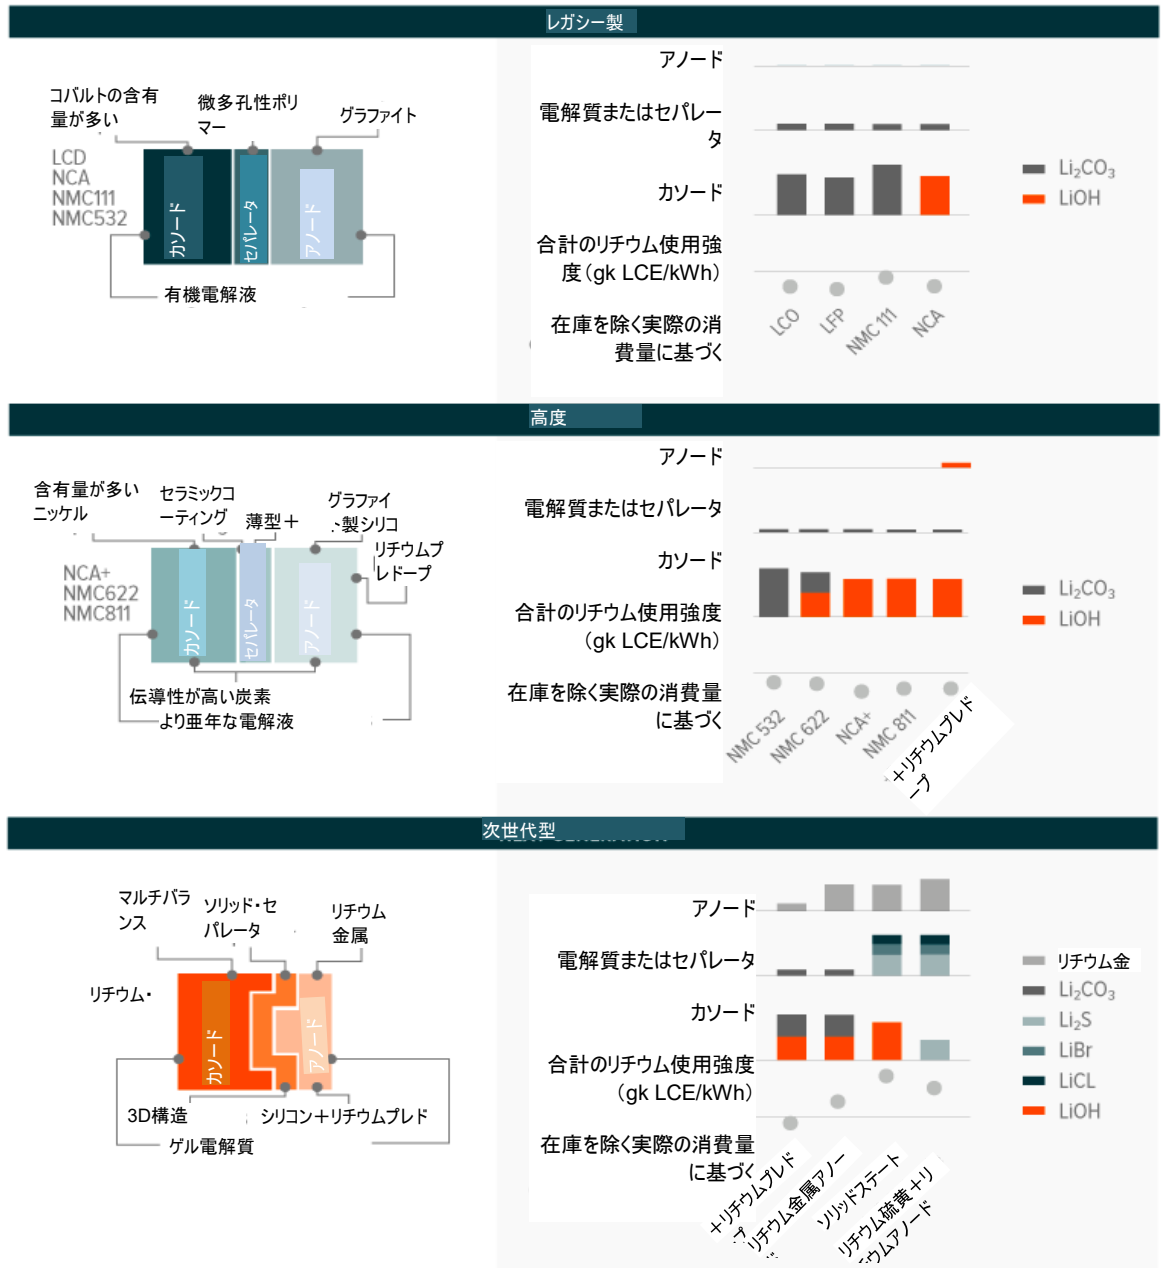 レガシー製
コバルトの含有
量が多い
微多孔性ポリ
マー
グラファイト
LCD
NCA
NMC111
NMC532
カソード
セパレータ
アノード
有機電解液
アノード
電解質またはセパレー
タ
カソード
合計のリチウム使用強
度（gk LCE/kWh）
在庫を除く実際の消
費量に基づく
LCO
LFP
NMC 111
NCA
Li₂CO₃
LiOH
高度
含有量が多い
ニッケル
セラミックコ
ーティング
薄型＋
グラファイ
ト製シリコ
リチウムプ
レドープ
NCA+
NMC622
NMC811
カソード
セパレータ
アノード
伝導性が高い炭素
より亜年な電解液
アノード
電解質またはセパレータ
カソード
合計のリチウム使用強度
（gk LCE/kWh）
在庫を除く実際の消費量
に基づく
NMC 532
NMC 622
NCA+
NMC 811
＋リチウムプレド
ープ
Li₂CO₃
LiOH
次世代型
マルチバラ
ンス
ソリッド・セ
パレータ
リチウム
金属
リチウム・
カソード
アノード
3D構造
シリコン＋リチウムプレド
ゲル電解質
アノード
電解質またはセパレータ
カソード
合計のリチウム使用強度
（gk LCE/kWh）
在庫を除く実際の消費量
に基づく
＋リチウムプレド
リチウム金属アノー
ソリッドステート
リチウム硫黄＋リ
チウムアノード
リチウム金
Li₂CO₃
Li₂S
LiBr
LiCL
LiOH